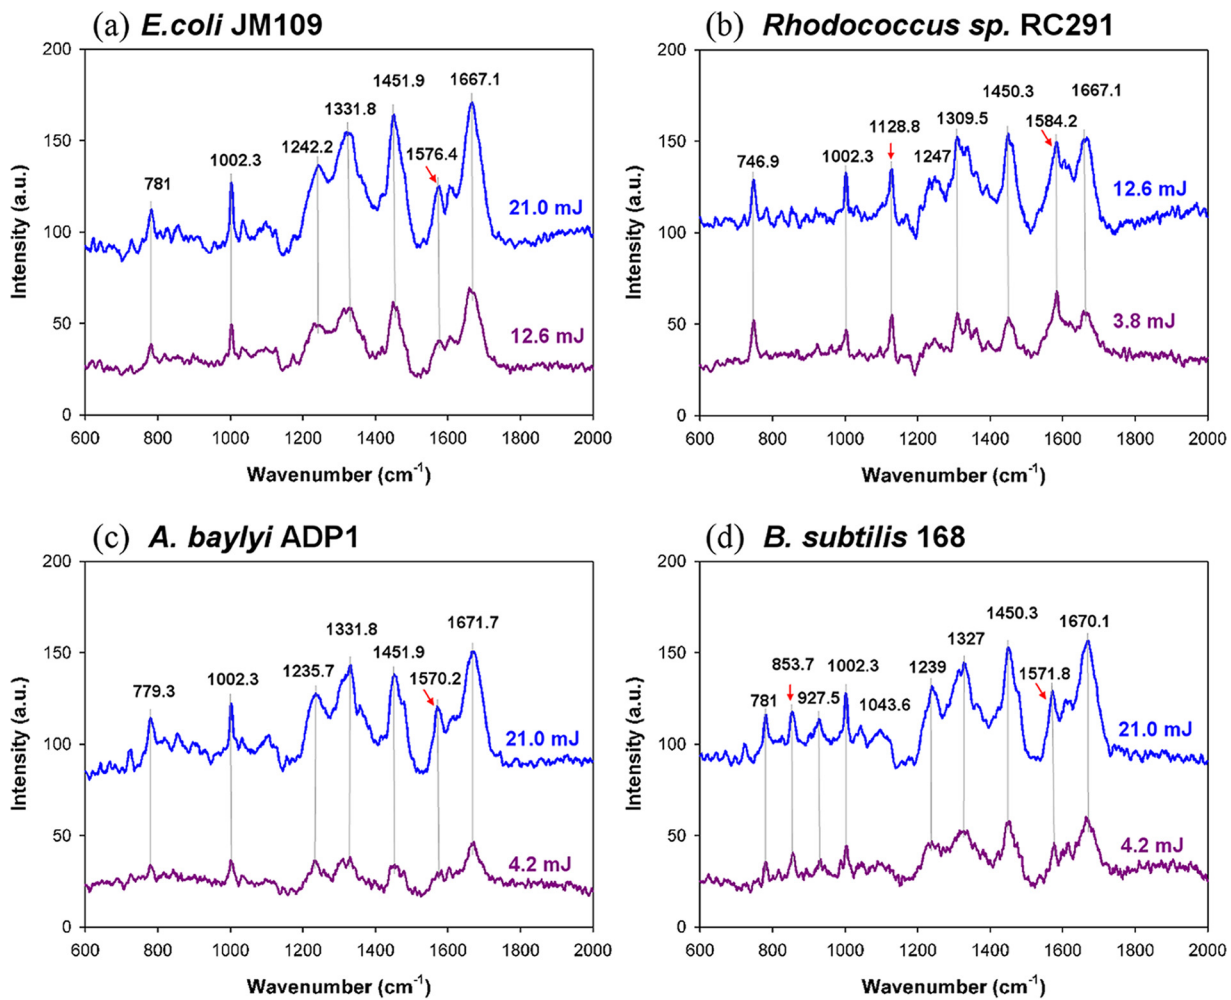 (a) E.coli JM109
200
150
100
50
0
Intensity (a.u.)
781
1002.3
1242.2
1331.8
1451.9
1576.4
1667.1
21.0 mJ
12.6 mJ
600 800 1000 1200 1400 1600 1800 2000
Wavenumber (cm-1)
(b) Rhodococcus sp. RC291
200
150
100
50
0
Intensity (a.u.)
746.9
1002.3
1128.8
1247
1309.5
1450.3
1584.2
1667.1
12.6 mJ
3.8 mJ
600 800 1000 1200 1400 1600 1800 2000
Wavenumber (cm-1)
(c) A. baylyi ADP1
200
150
100
50
0
Intensity (a.u.)
779.3
1002.3
1235.7
1331.8
1451.9
1570.2
1671.7
21.0 mJ
4.2 mJ
600 800 1000 1200 1400 1600 1800 2000
Wavenumber (cm-1)
(d) B. subtilis 168
200
150
100
50
0
Intensity (a.u.)
781
853.7
927.5
1002.3
1043.6
1239
1327
1450.3
1571.8
1670.1
21.0 mJ
4.2 mJ
600 800 1000 1200 1400 1600 1800 2000
Wavenumber (cm-1)